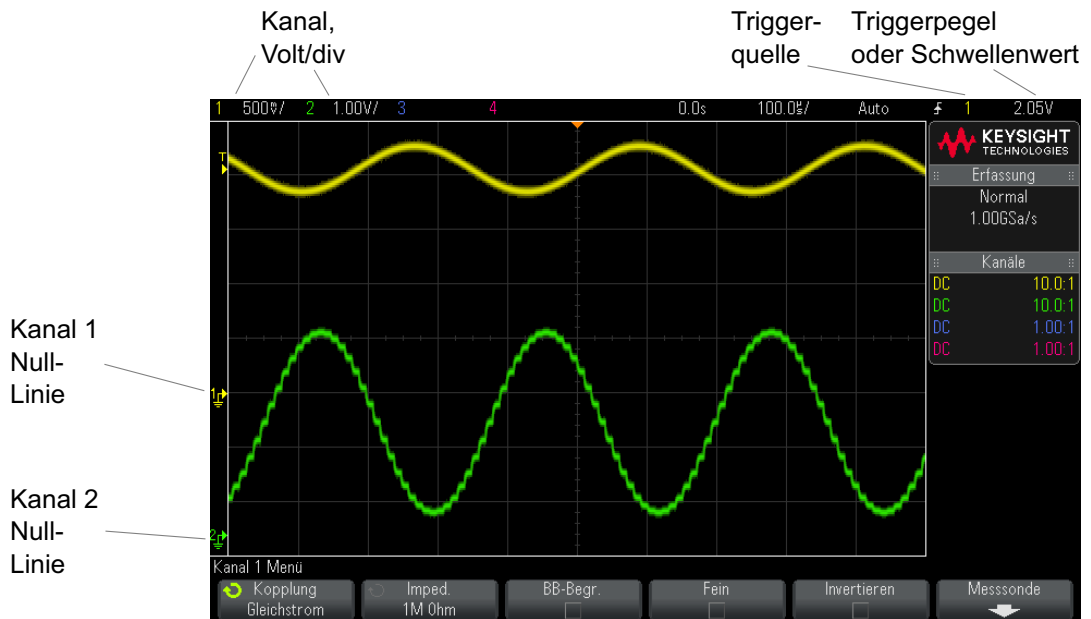 Kanal,
Volt/div
Trigger-
quelle
Triggerpegel
oder Schwellenwert
1 500mV/ 2 1.00V/ 3 4 0.0s 100.0µs/ Auto 1 2.05V
T
KEYSIGHT
TECHNOLOGIES
Erfassung
Normal
1.00GSa/s
Kanäle
DC 10.0:1
DC 10.0:1
DC 1.00:1
DC 1.00:1
Kanal 1
Null-
Linie
1
Kanal 2
Null-
Linie
2
Kanal 1 Menü
Kopplung
Gleichstrom
Imped.
1M Ohm
BB-Begr.
Fein
Invertieren
Messsonde